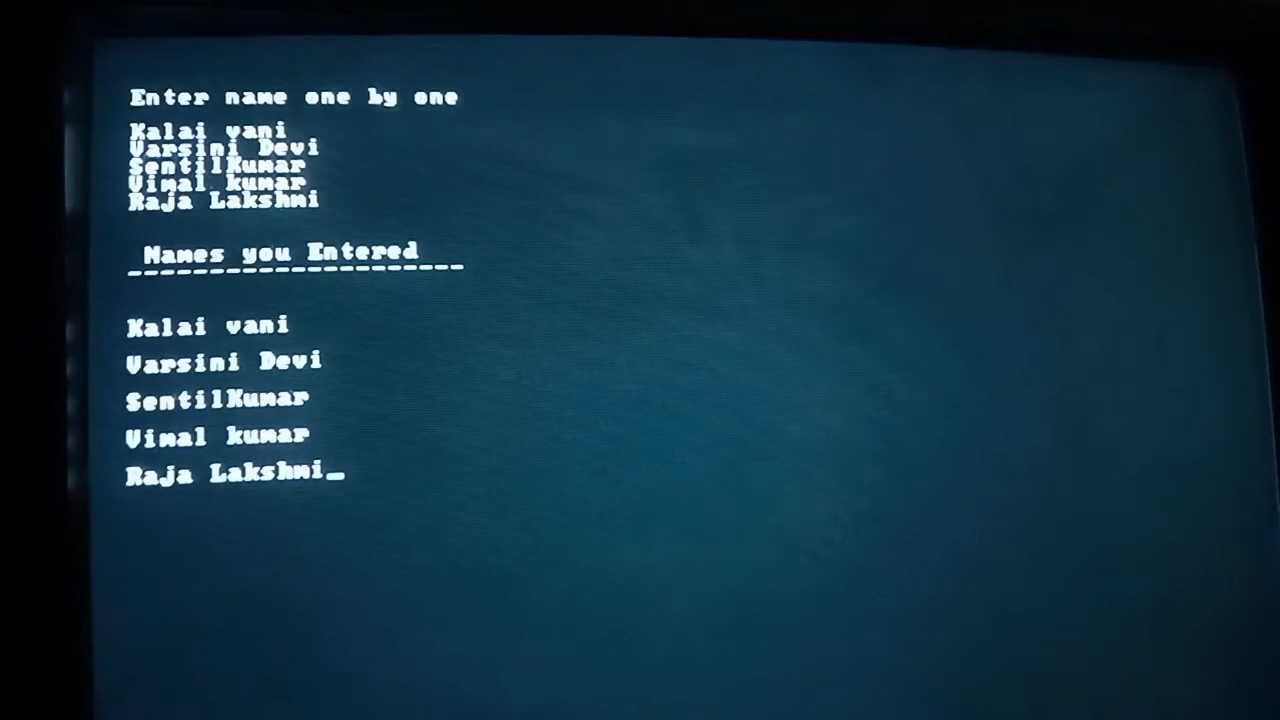 Enter name one by one
Kalai vani
Varsini Devi
SentilKumar
Vimal kumar
Raja Lakshmi
Names you Entered
---------------------
Kalai vani
Varsini Devi
SentilKumar
Vimal kumar
Raja Lakshmi_